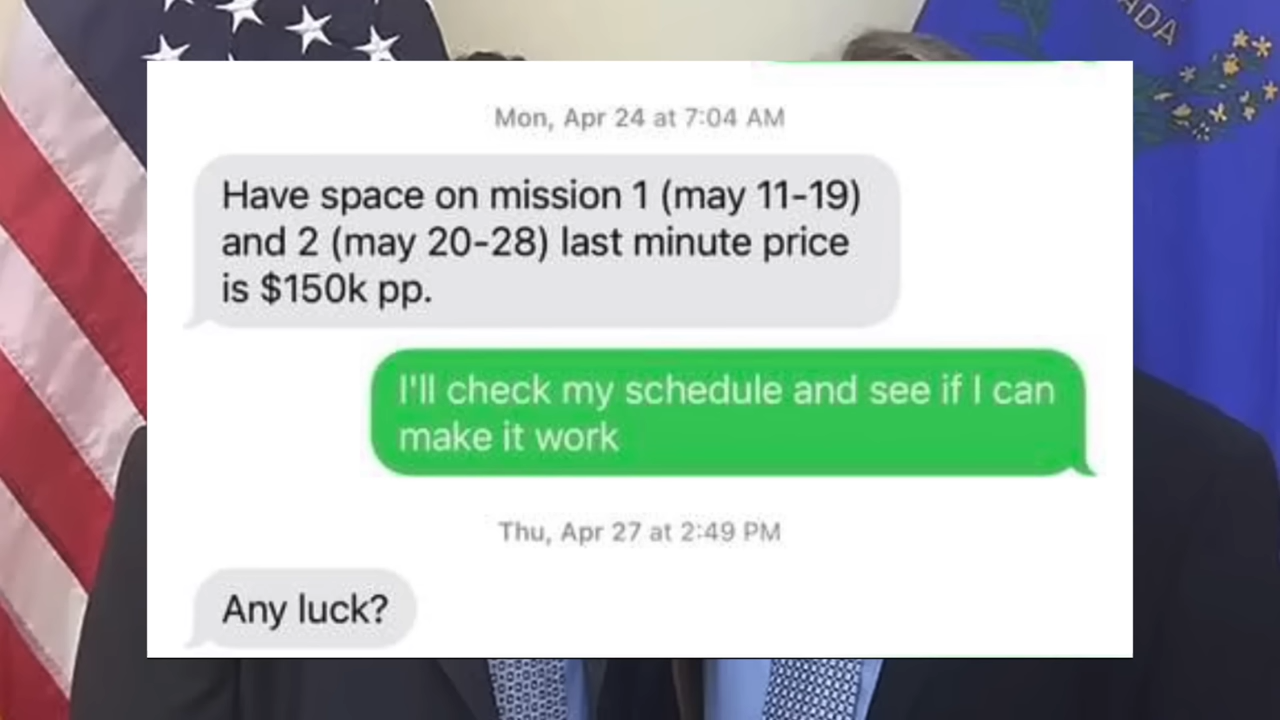 ADA
Mon, Apr 24 at 7:04 AM
Have space on mission 1 (may 11-19)
and 2 (may 20-28) last minute price
is $150k pp.
I'll check my schedule and see if I can
make it work
Thu, Apr 27 at 2:49 PM
Any luck?